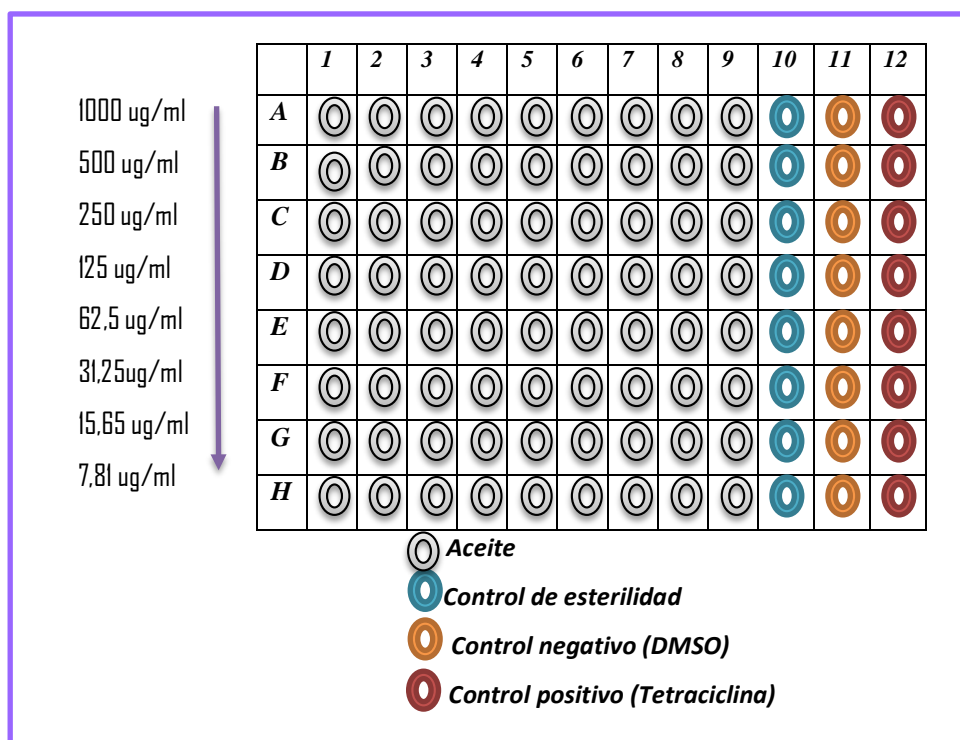 1 2 3 4 5 6 7 8 9 10 11 12
1000 ug/ml A
500 ug/ml B
250 ug/ml C
125 ug/ml D
62,5 ug/ml E
31,25ug/ml F
15,65 ug/ml G
7,81 ug/ml H
Aceite
Control de esterilidad
Control negativo (DMSO)
Control positivo (Tetraciclina)